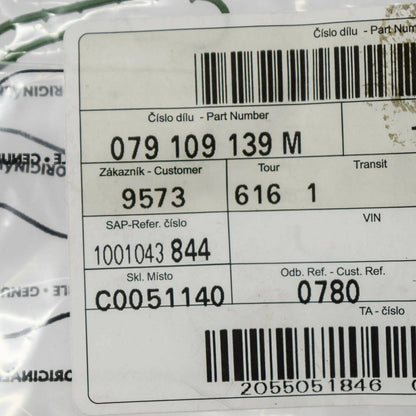 Číslo dílu - Part Num
Číslo dílu - Part Number
079 109 139 M
Zákazník - Customer Tour Transit
9573 616 1
SAP-Refer. číslo VIN
1001043 844
Skl. Místo Odb. Ref. - Cust. Ref.
C0051140 0780
TA - číslo
2055051846
ORIGINAL